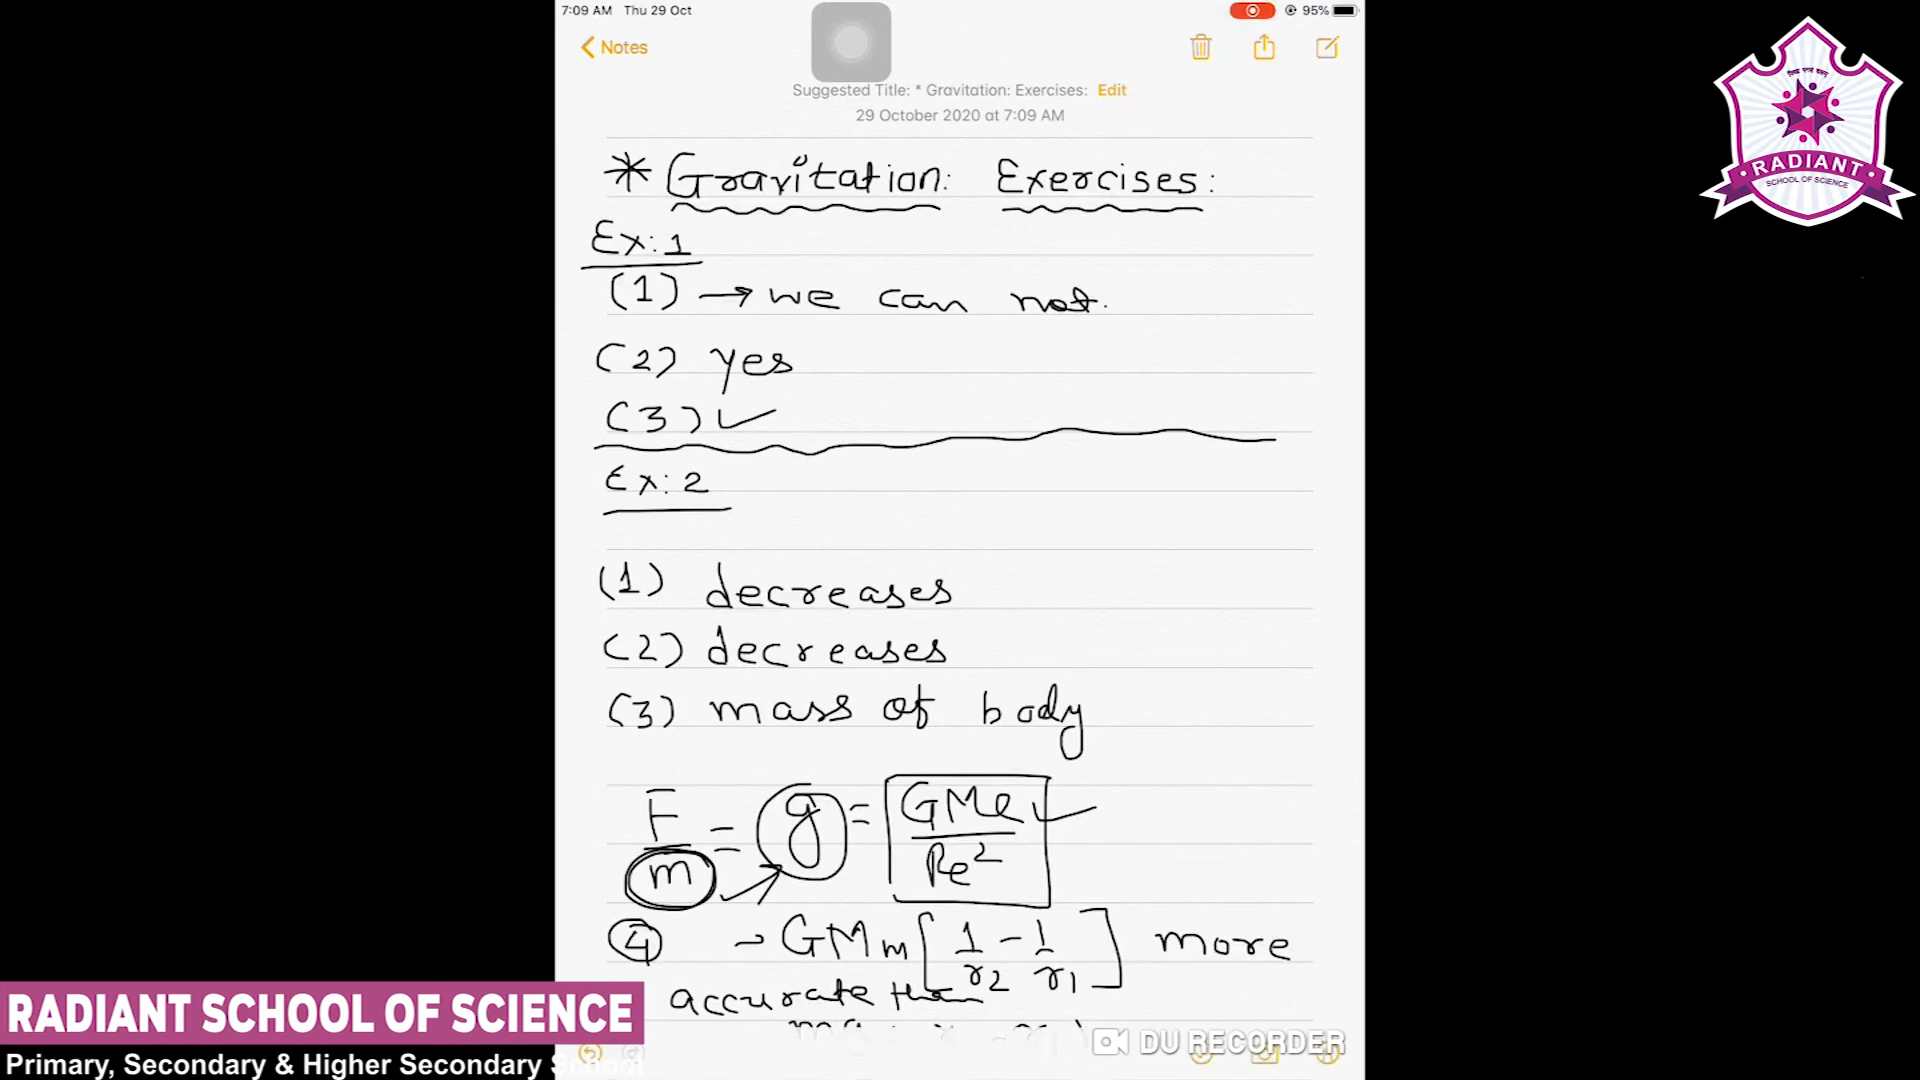 7:09 AM Thu 29 Oct
95%
Notes
Suggested Title: * Gravitation: Exercises: Edit
29 October 2020 at 7:09 AM
* Gravitation: Exercises:
Ex:1
(1) → we can not.
(2) yes
(3) ✓
Ex:2
(1) decreases
(2) decreases
(3) mass of body
F/m = g = GMe/Re²
④ → GMm [1/r2 - 1/r1] more
accurate than
RADIANT
SCHOOL OF SCIENCE
RADIANT SCHOOL OF SCIENCE
Primary, Secondary & Higher Secondary School
DU RECORDER